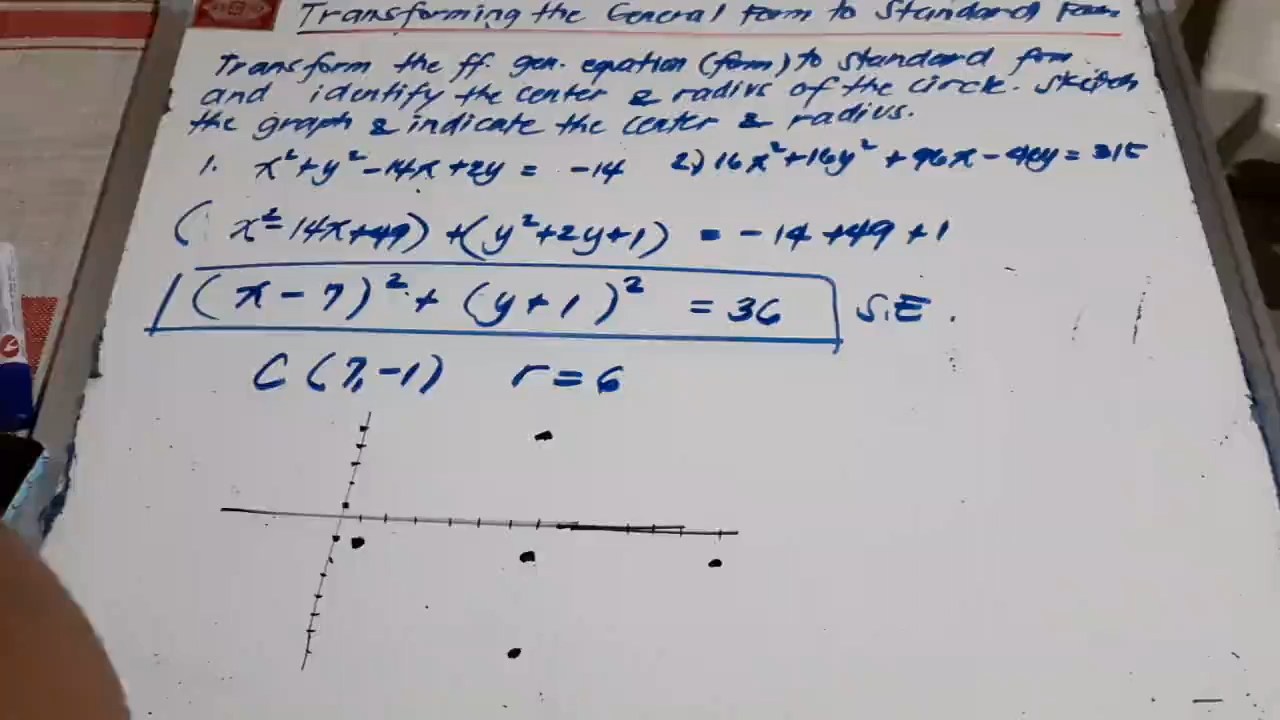 Transforming the General Form to Standard Form
Transform the ff. gen. equation (form) to standard form
and identify the center & radius of the circle. Sketch
the graph & indicate the center & radius.
1. x²+y²-14x+2y = -14 2.) 16x²+16y²+96x-40y=315
(x²-14x+49)+(y²+2y+1) = -14+49+1
(x-7)²+(y+1)² = 36 S.E.
C(7,-1) r=6